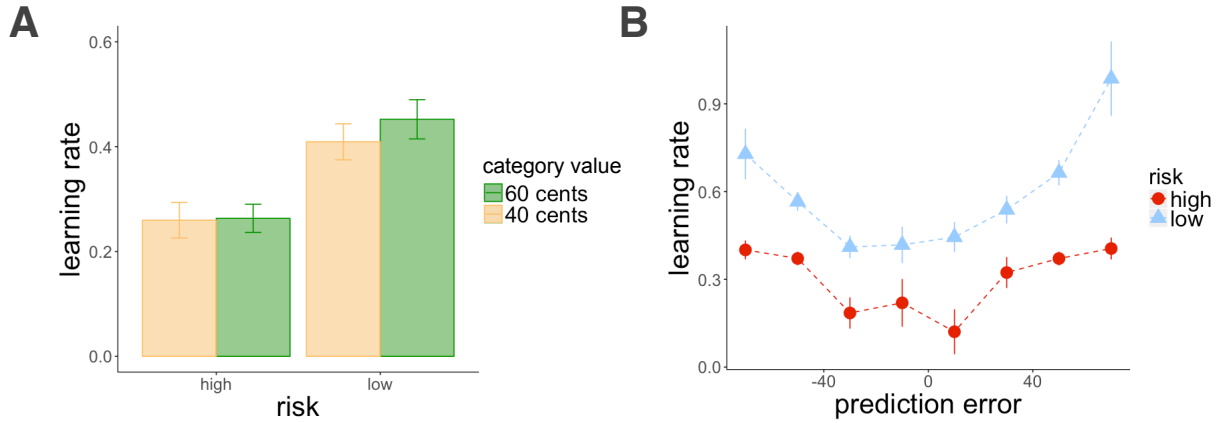 A
learning rate
0.6
0.4
0.2
0.0
high
low
risk
category value
60 cents
40 cents
B
learning rate
0.9
0.6
0.3
0.0
-40
0
40
prediction error
risk
high
low